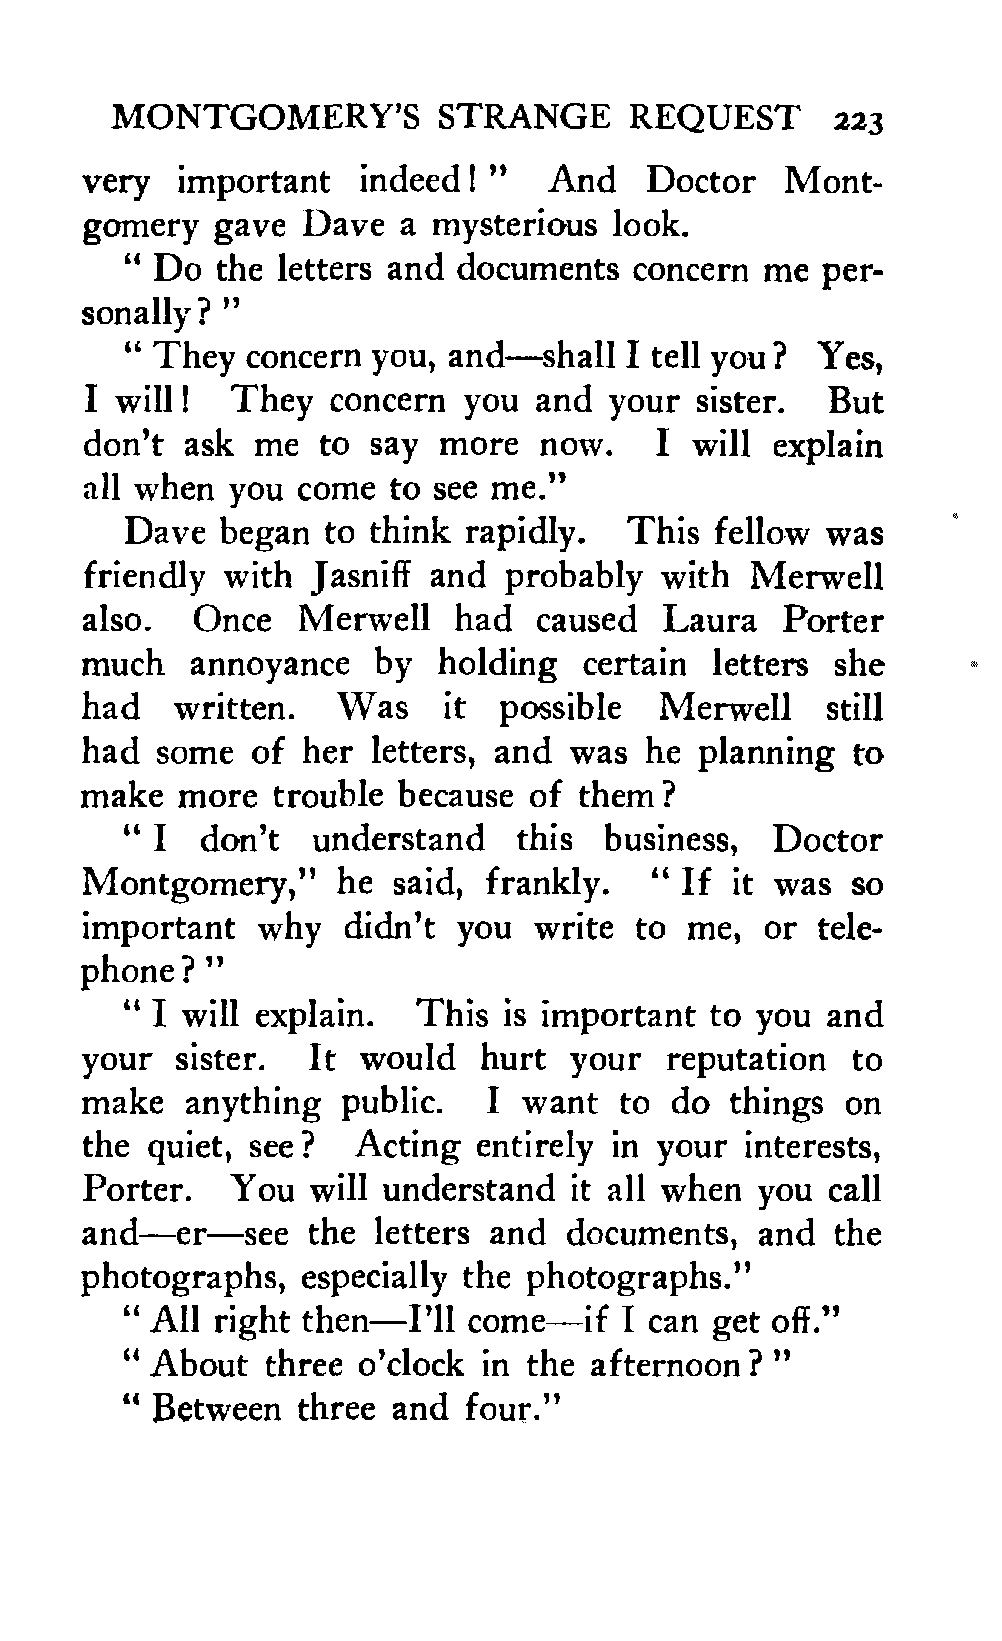 MONTGOMERY'S STRANGE REQUEST 223
very important indeed!" And Doctor Mont-
gomery gave Dave a mysterious look.
"Do the letters and documents concern me per-
sonally?"
"They concern you, and—shall I tell you? Yes,
I will! They concern you and your sister. But
don't ask me to say more now. I will explain
all when you come to see me."
Dave began to think rapidly. This fellow was
friendly with Jasniff and probably with Merwell
also. Once Merwell had caused Laura Porter
much annoyance by holding certain letters she
had written. Was it possible Merwell still
had some of her letters, and was he planning to
make more trouble because of them?
"I don't understand this business, Doctor
Montgomery," he said, frankly. "If it was so
important why didn't you write to me, or tele-
phone?"
"I will explain. This is important to you and
your sister. It would hurt your reputation to
make anything public. I want to do things on
the quiet, see? Acting entirely in your interests,
Porter. You will understand it all when you call
and—er—see the letters and documents, and the
photographs, especially the photographs."
"All right then—I'll come—if I can get off."
"About three o'clock in the afternoon?"
"Between three and four."